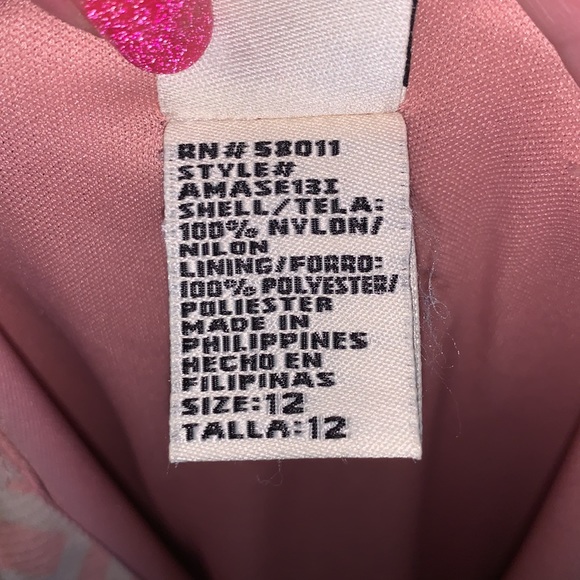 RN# 58011
STYLE#
AMASE13I
SHELL/TELA:
100% NYLON/
NILON
LINING/FORRO:
100% POLYESTER/
POLIESTER
MADE IN
PHILIPPINES
HECHO EN
FILIPINAS
SIZE:12
TALLA:12